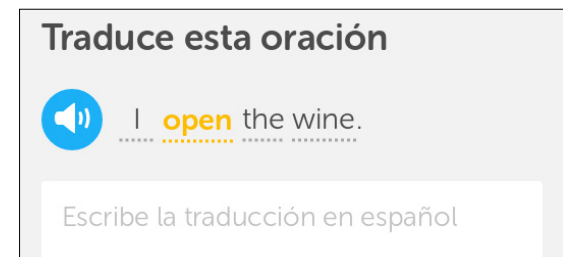 Traduce esta oración
I open the wine.
Escribe la traducción en español